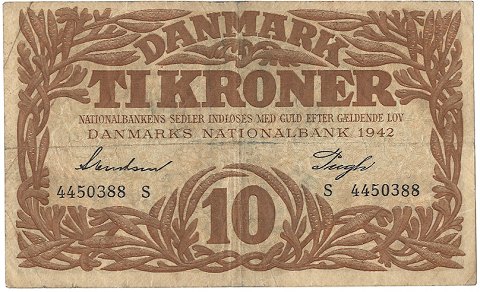 DANMARK
TI KRONER
NATIONALBANKENS SEDLER INDLØSES MED GULD EFTER GÆLDENDE LOV
DANMARKS NATIONALBANK 1942
4450388 S
S 4450388
10